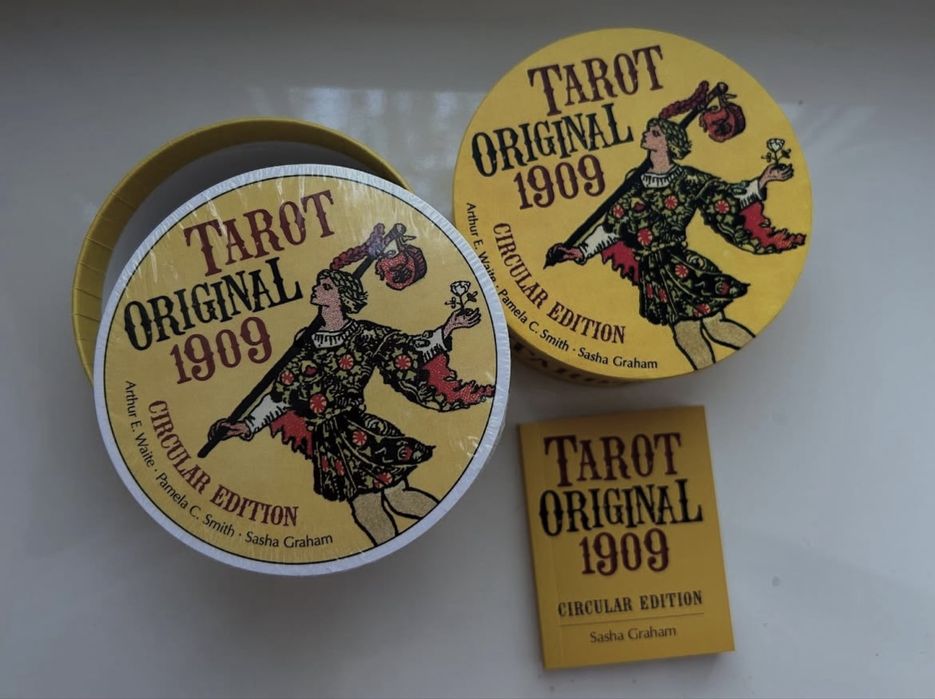 TAROT
ORIGINAL
1909
CIRCULAR EDITION
Arthur E. Waite · Pamela C. Smith · Sasha Graham
TAROT
ORIGINAL
1909
CIRCULAR EDITION
Arthur E. Waite · Pamela C. Smith · Sasha Graham
TAROT
ORIGINAL
1909
CIRCULAR EDITION
Sasha Graham